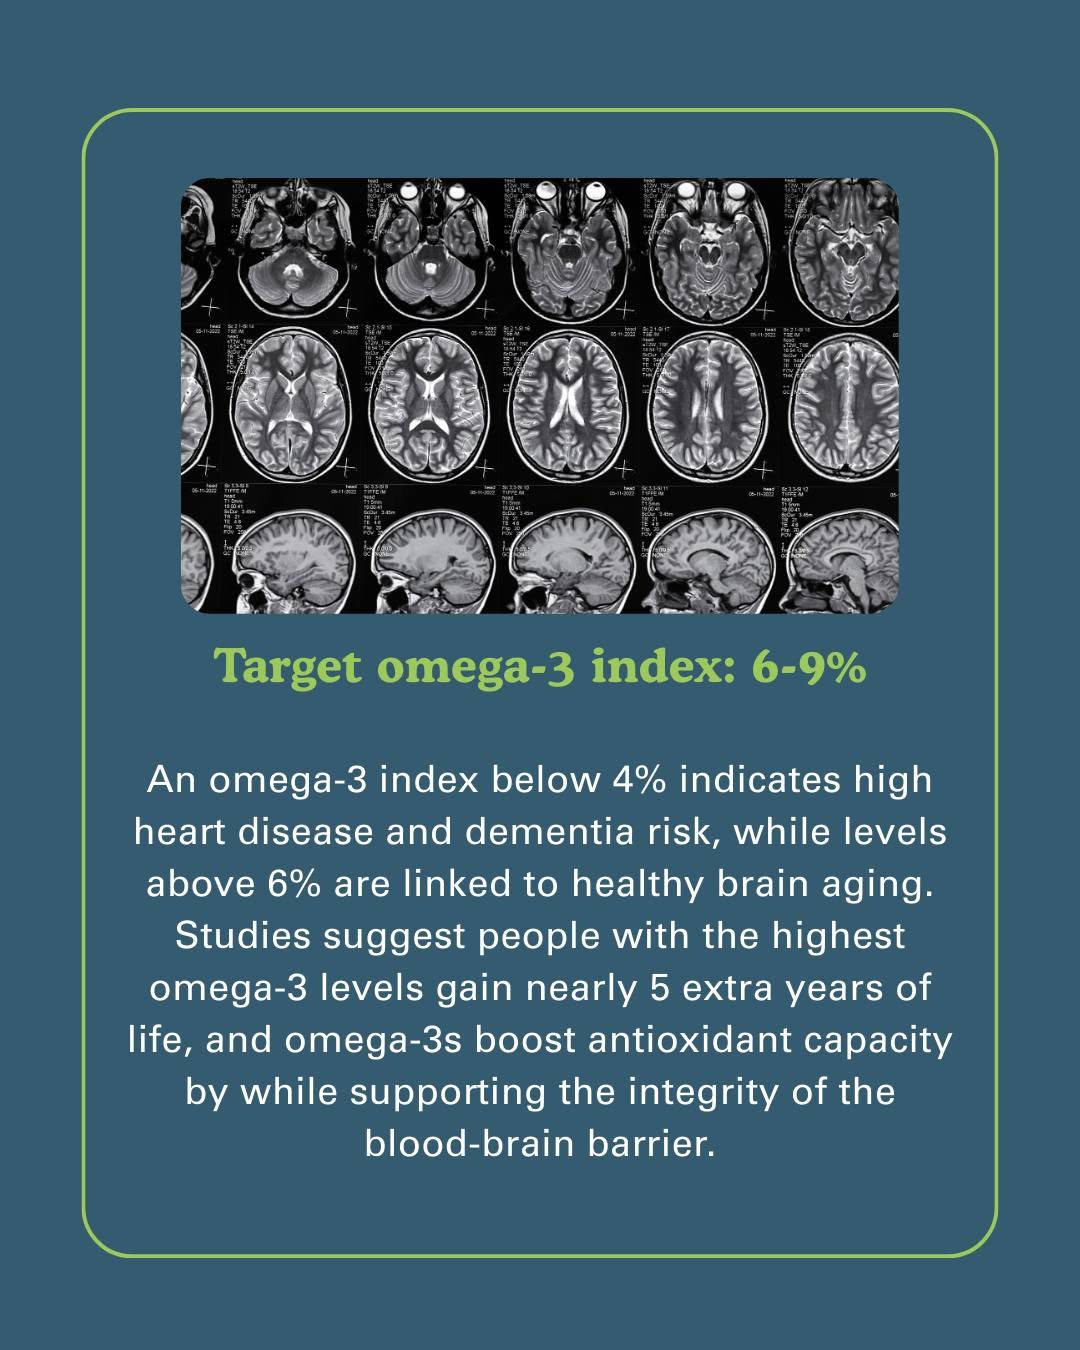 Target omega-3 index: 6-9%
An omega-3 index below 4% indicates high
heart disease and dementia risk, while levels
above 6% are linked to healthy brain aging.
Studies suggest people with the highest
omega-3 levels gain nearly 5 extra years of
life, and omega-3s boost antioxidant capacity
by while supporting the integrity of the
blood-brain barrier.